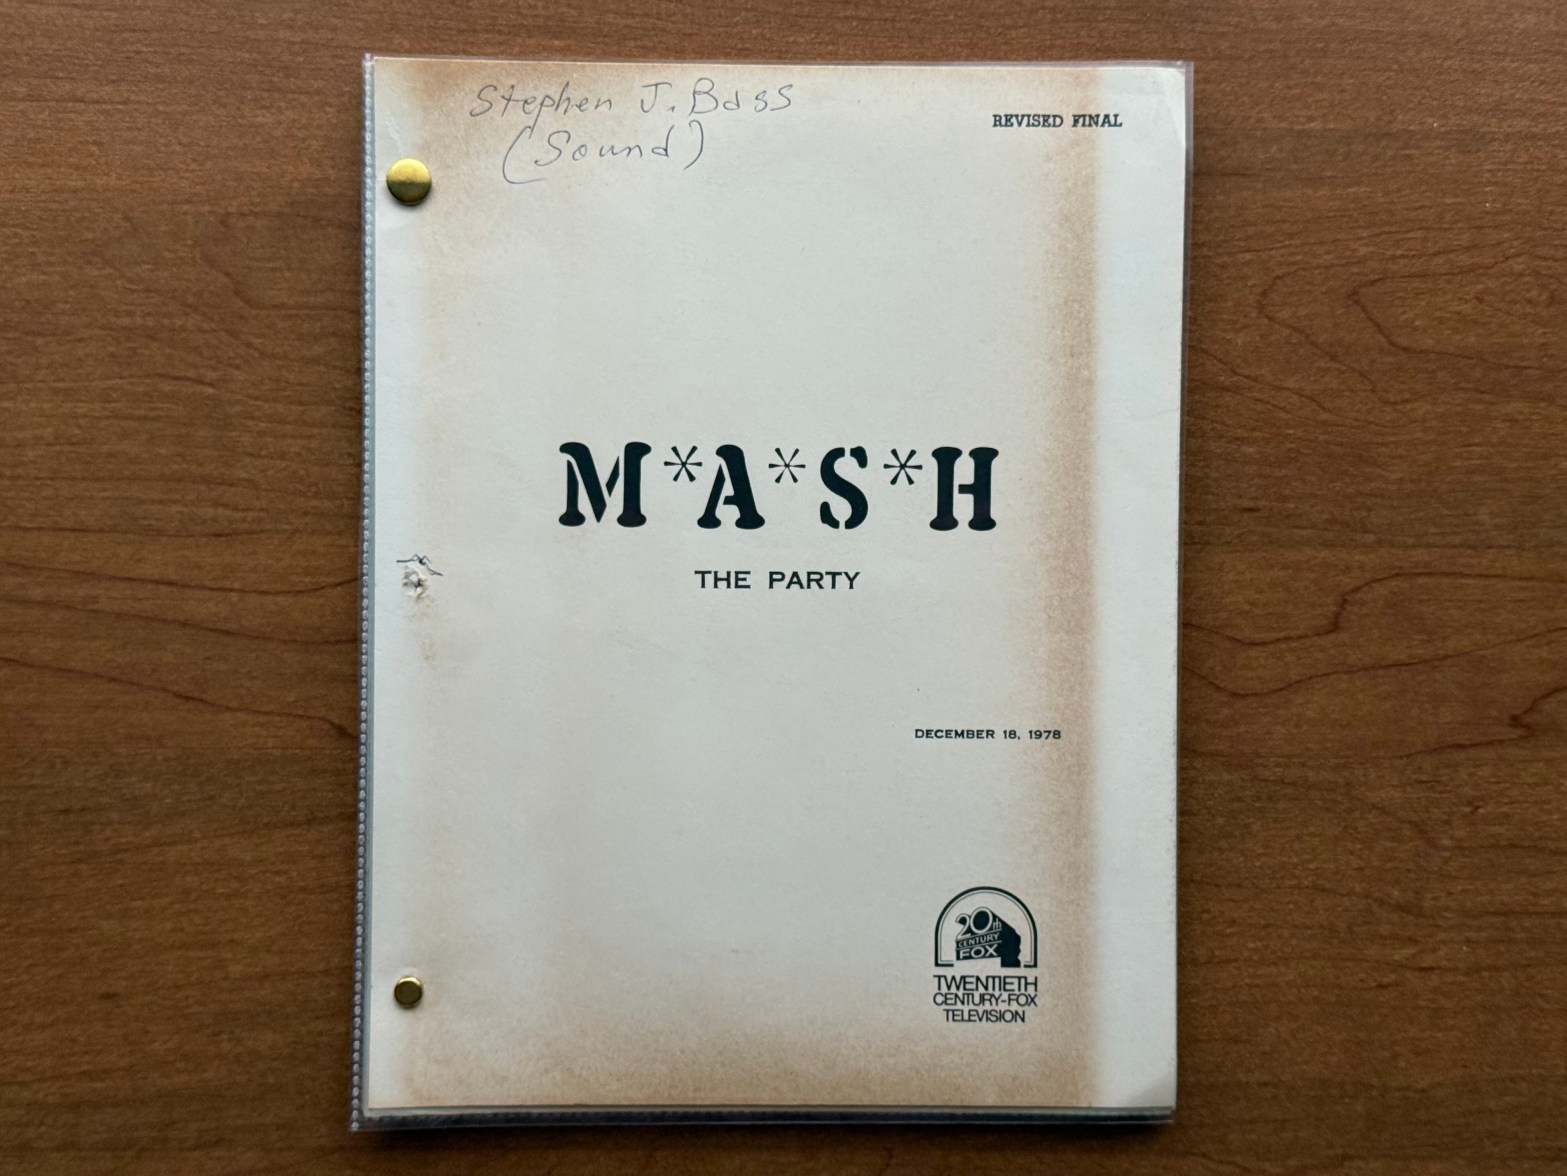 Stephen J. Bass
(Sound)
REVISED FINAL
M*A*S*H
THE PARTY
DECEMBER 18, 1978
20th
CENTURY
FOX
TWENTIETH
CENTURY-FOX
TELEVISION